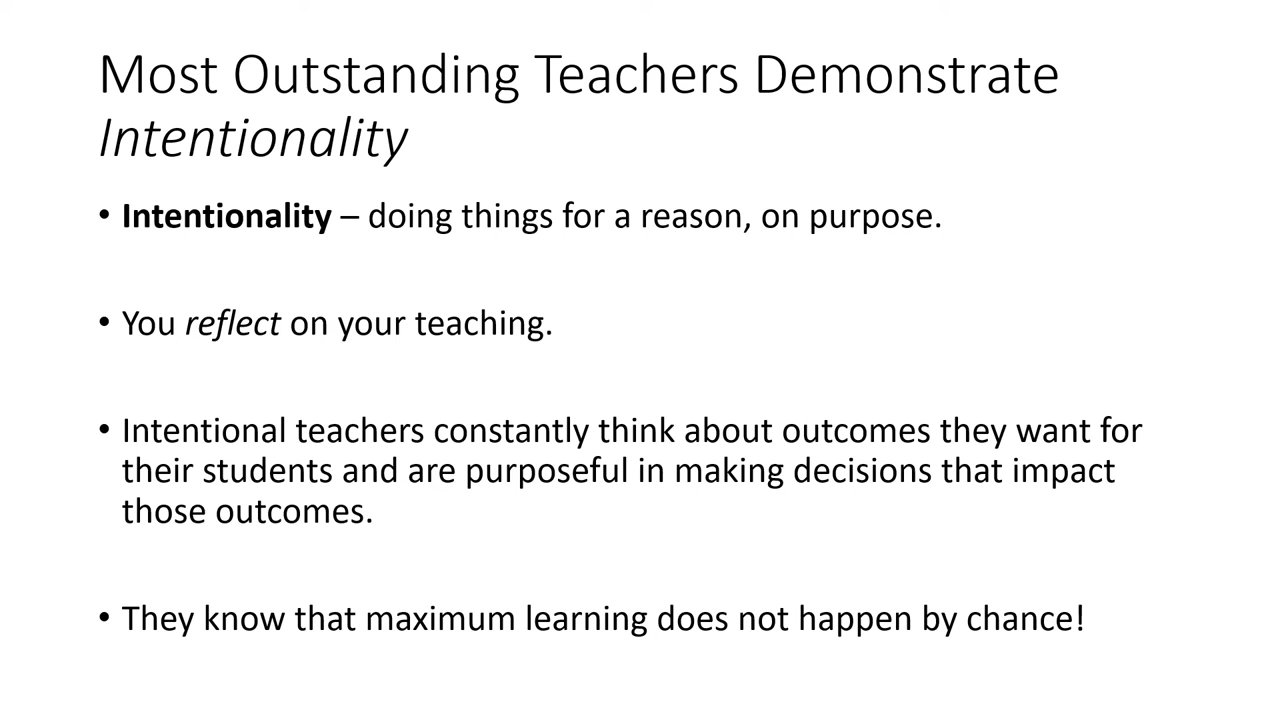 Most Outstanding Teachers Demonstrate
Intentionality
• Intentionality – doing things for a reason, on purpose.
• You reflect on your teaching.
• Intentional teachers constantly think about outcomes they want for
their students and are purposeful in making decisions that impact
those outcomes.
• They know that maximum learning does not happen by chance!